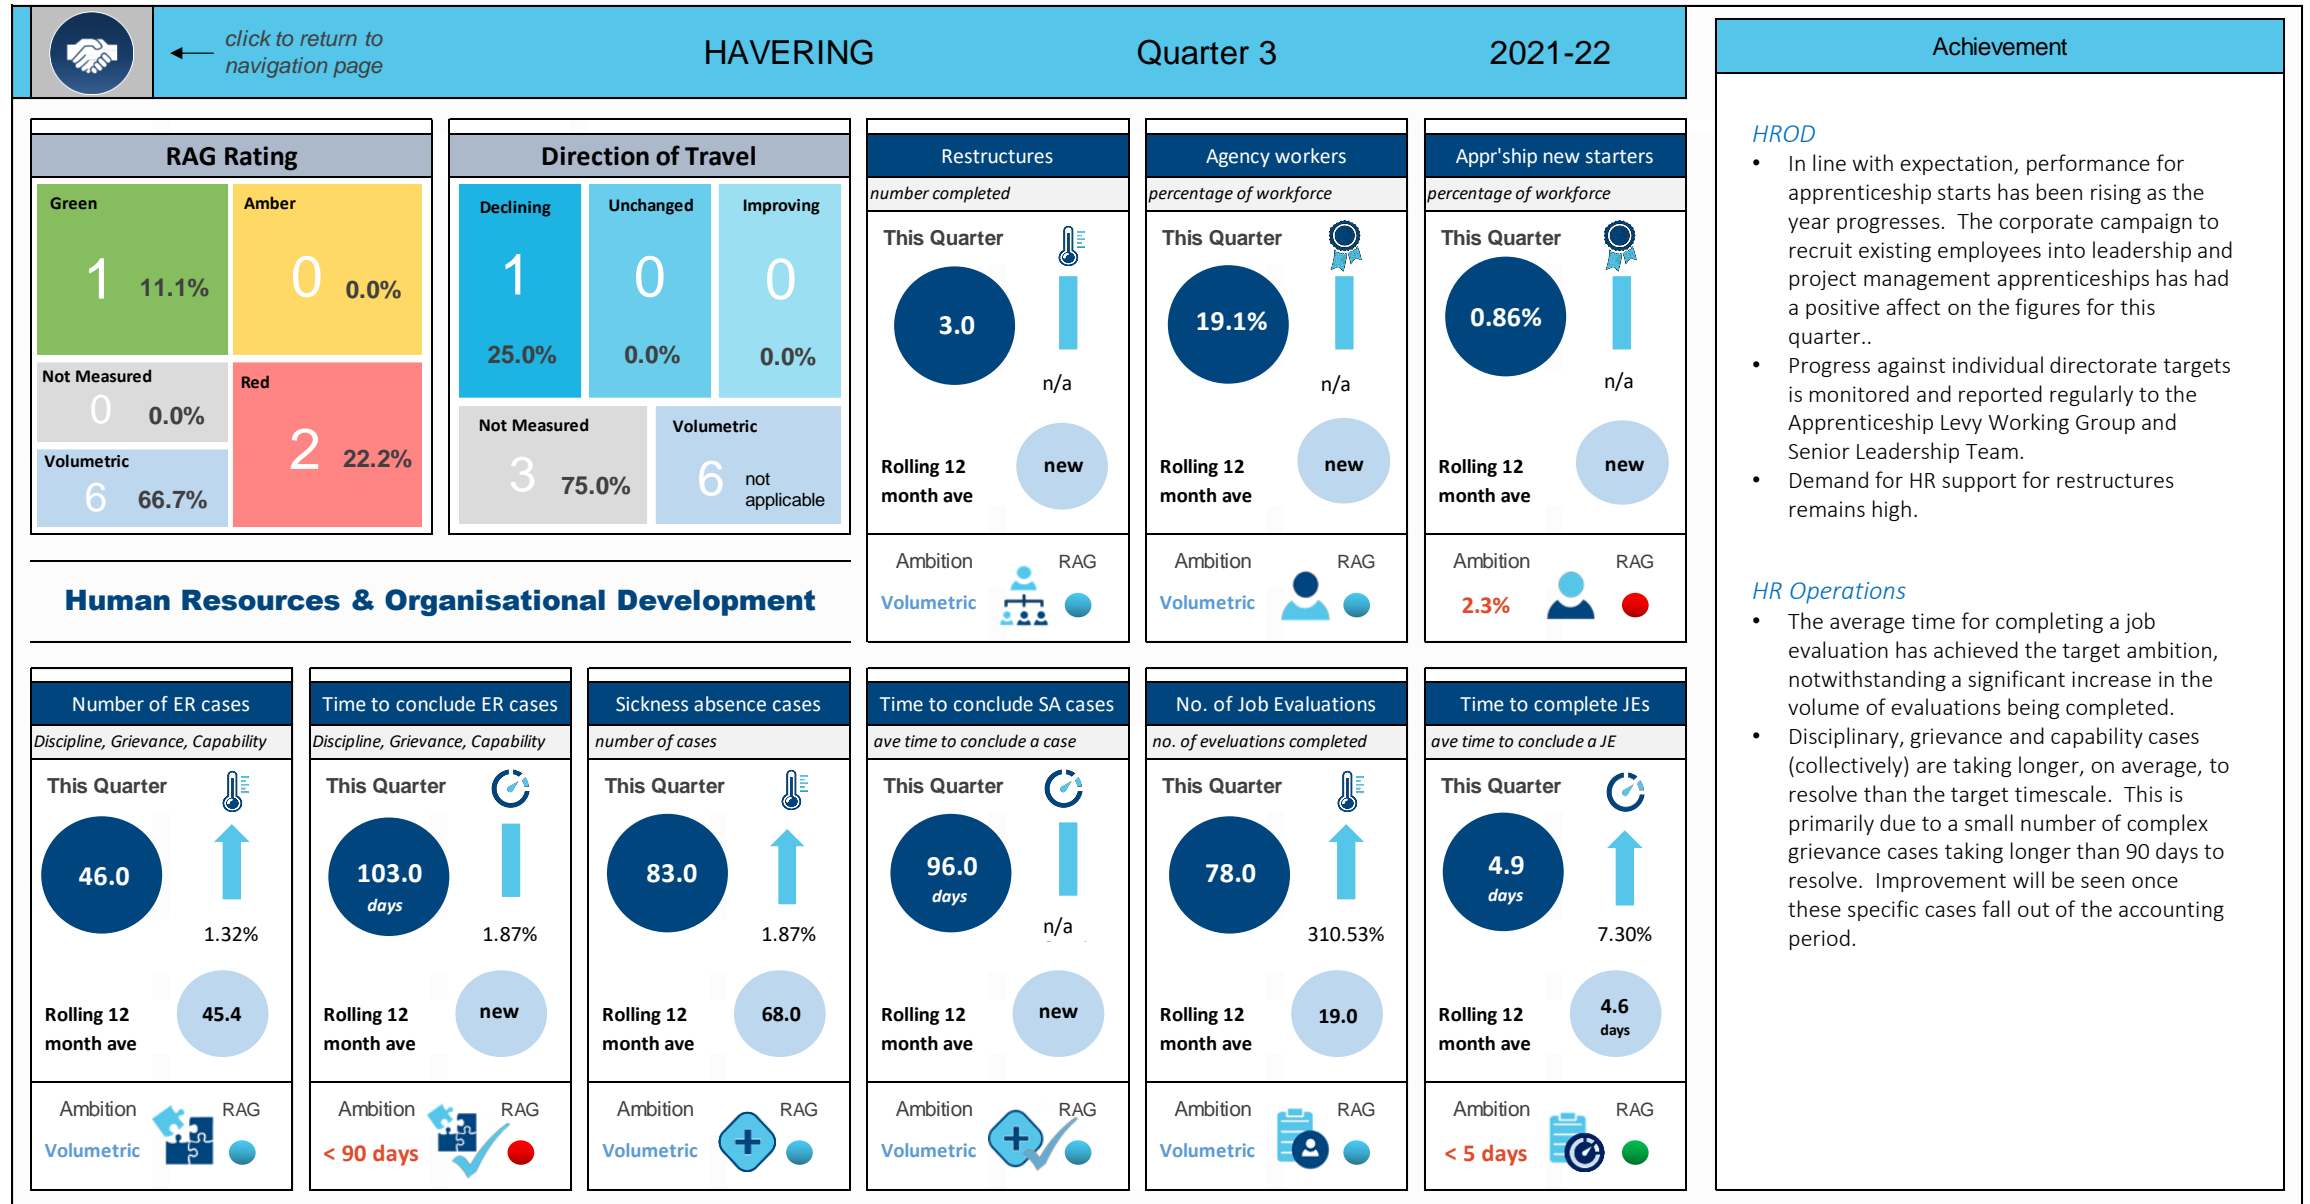 click to return to
navigation page
HAVERING
Quarter 3
2021-22
RAG Rating
Green
1
11.1%
Amber
0
0.0%
Not Measured
0
0.0%
Red
2
22.2%
Volumetric
6
66.7%
Direction of Travel
Declining
1
25.0%
Unchanged
0
0.0%
Improving
0
0.0%
Not Measured
3
75.0%
Volumetric
6
not
applicable
Human Resources & Organisational Development
Restructures
number completed
This Quarter
3.0
n/a
Rolling 12
month ave
new
Ambition
RAG
Volumetric
Agency workers
percentage of workforce
This Quarter
19.1%
n/a
Rolling 12
month ave
new
Ambition
RAG
Volumetric
Appr'ship new starters
percentage of workforce
This Quarter
0.86%
n/a
Rolling 12
month ave
new
Ambition
RAG
2.3%
Number of ER cases
Discipline, Grievance, Capability
This Quarter
46.0
1.32%
Rolling 12
month ave
45.4
Ambition
RAG
Volumetric
Time to conclude ER cases
Discipline, Grievance, Capability
This Quarter
103.0
days
1.87%
Rolling 12
month ave
new
Ambition
RAG
< 90 days
Sickness absence cases
number of cases
This Quarter
83.0
1.87%
Rolling 12
month ave
68.0
Ambition
RAG
Volumetric
Time to conclude SA cases
ave time to conclude a case
This Quarter
96.0
days
n/a
Rolling 12
month ave
new
Ambition
RAG
Volumetric
No. of Job Evaluations
no. of eveluations completed
This Quarter
78.0
310.53%
Rolling 12
month ave
19.0
Ambition
RAG
Volumetric
Time to complete JEs
ave time to conclude a JE
This Quarter
4.9
days
7.30%
Rolling 12
month ave
4.6
days
Ambition
RAG
< 5 days
Achievement
HROD
• In line with expectation, performance for
apprenticeship starts has been rising as the
year progresses. The corporate campaign to
recruit existing employees into leadership and
project management apprenticeships has had
a positive affect on the figures for this
quarter..
• Progress against individual directorate targets
is monitored and reported regularly to the
Apprenticeship Levy Working Group and
Senior Leadership Team.
• Demand for HR support for restructures
remains high.
HR Operations
• The average time for completing a job
evaluation has achieved the target ambition,
notwithstanding a significant increase in the
volume of evaluations being completed.
• Disciplinary, grievance and capability cases
(collectively) are taking longer, on average, to
resolve than the target timescale. This is
primarily due to a small number of complex
grievance cases taking longer than 90 days to
resolve. Improvement will be seen once
these specific cases fall out of the accounting
period.